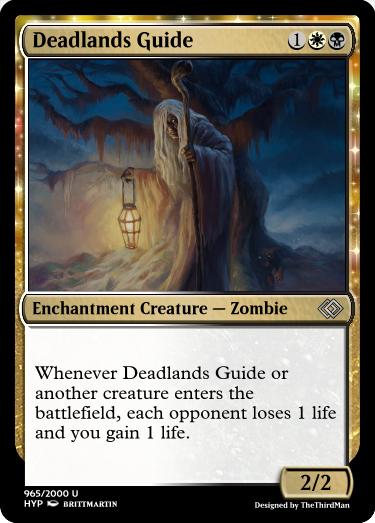 Deadlands Guide 1
Enchantment Creature — Zombie
Whenever Deadlands Guide or
another creature enters the
battlefield, each opponent loses 1 life
and you gain 1 life.
2/2
965/2000 U
HYP BRITTMARTIN
Designed by TheThirdMan